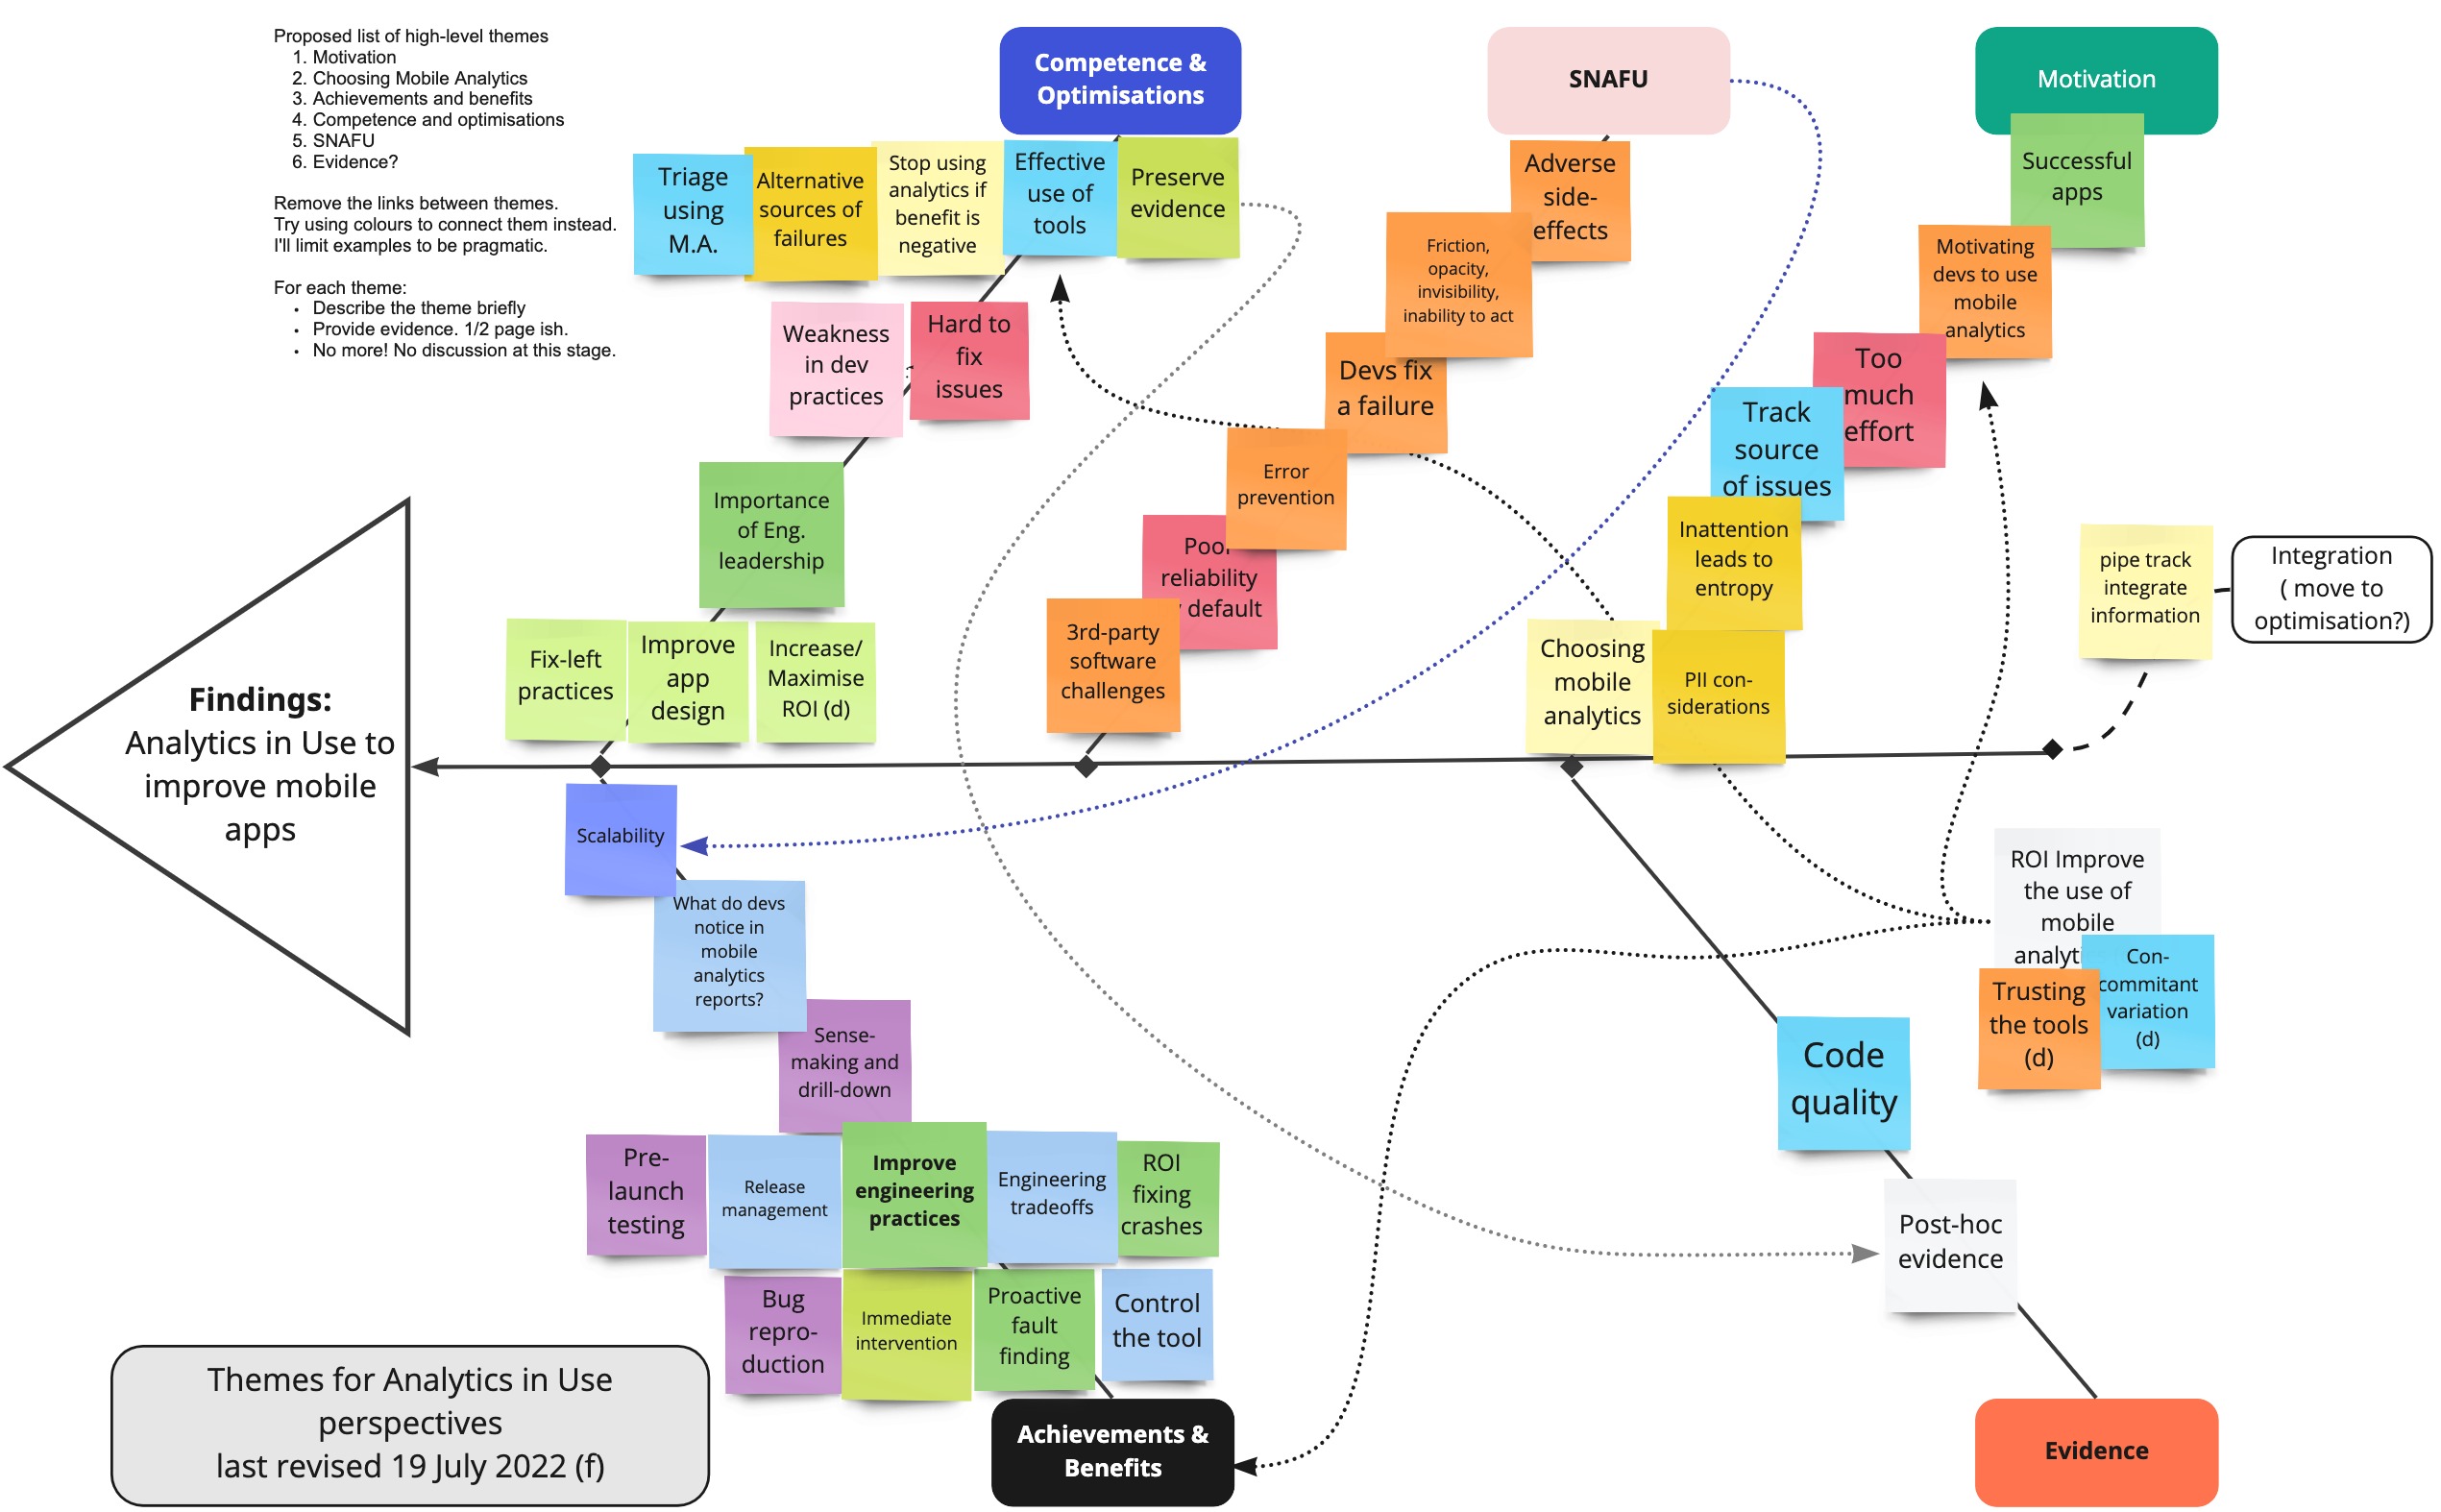 Proposed list of high-level themes
1. Motivation
2. Choosing Mobile Analytics
3. Achievements and benefits
4. Competence and optimisations
5. SNAFU
6. Evidence?
Remove the links between themes.
Try using colours to connect them instead.
I'll limit examples to be pragmatic.
For each theme:
• Describe the theme briefly
• Provide evidence. 1/2 page ish.
• No more! No discussion at this stage.
Competence &
Optimisations
SNAFU
Motivation
Triage
using
M.A.
Alternative
sources of
failures
Stop using
analytics if
benefit is
negative
Effective
use of
tools
Preserve
evidence
Adverse
side-
effects
Successful
apps
Friction,
opacity,
invisibility,
inability to act
Motivating
devs to use
mobile
analytics
Weakness
in dev
practices
?
Hard to
fix
issues
Devs fix
a failure
Too
much
effort
Track
source
of issues
Error
prevention
Importance
of Eng.
leadership
Poor
reliability
default
Inattention
leads to
entropy
pipe track
integrate
information
Integration
( move to
optimisation?)
Fix-left
practices
Improve
app
design
Increase/
Maximise
ROI (d)
3rd-party
software
challenges
Choosing
mobile
analytics
PII con-
siderations
Findings:
Analytics in Use to
improve mobile
apps
Scalability
What do devs
notice in
mobile
analytics
reports?
ROI Improve
the use of
mobile
Con-
commitant
variation
(d)
Trusting
the tools
(d)
Sense-
making and
drill-down
Code
quality
Pre-
launch
testing
Release
management
Improve
engineering
practices
Engineering
tradeoffs
ROI
fixing
crashes
Post-hoc
evidence
Bug
repro-
duction
Immediate
intervention
Proactive
fault
finding
Control
the tool
Themes for Analytics in Use
perspectives
last revised 19 July 2022 (f)
Achievements &
Benefits
Evidence